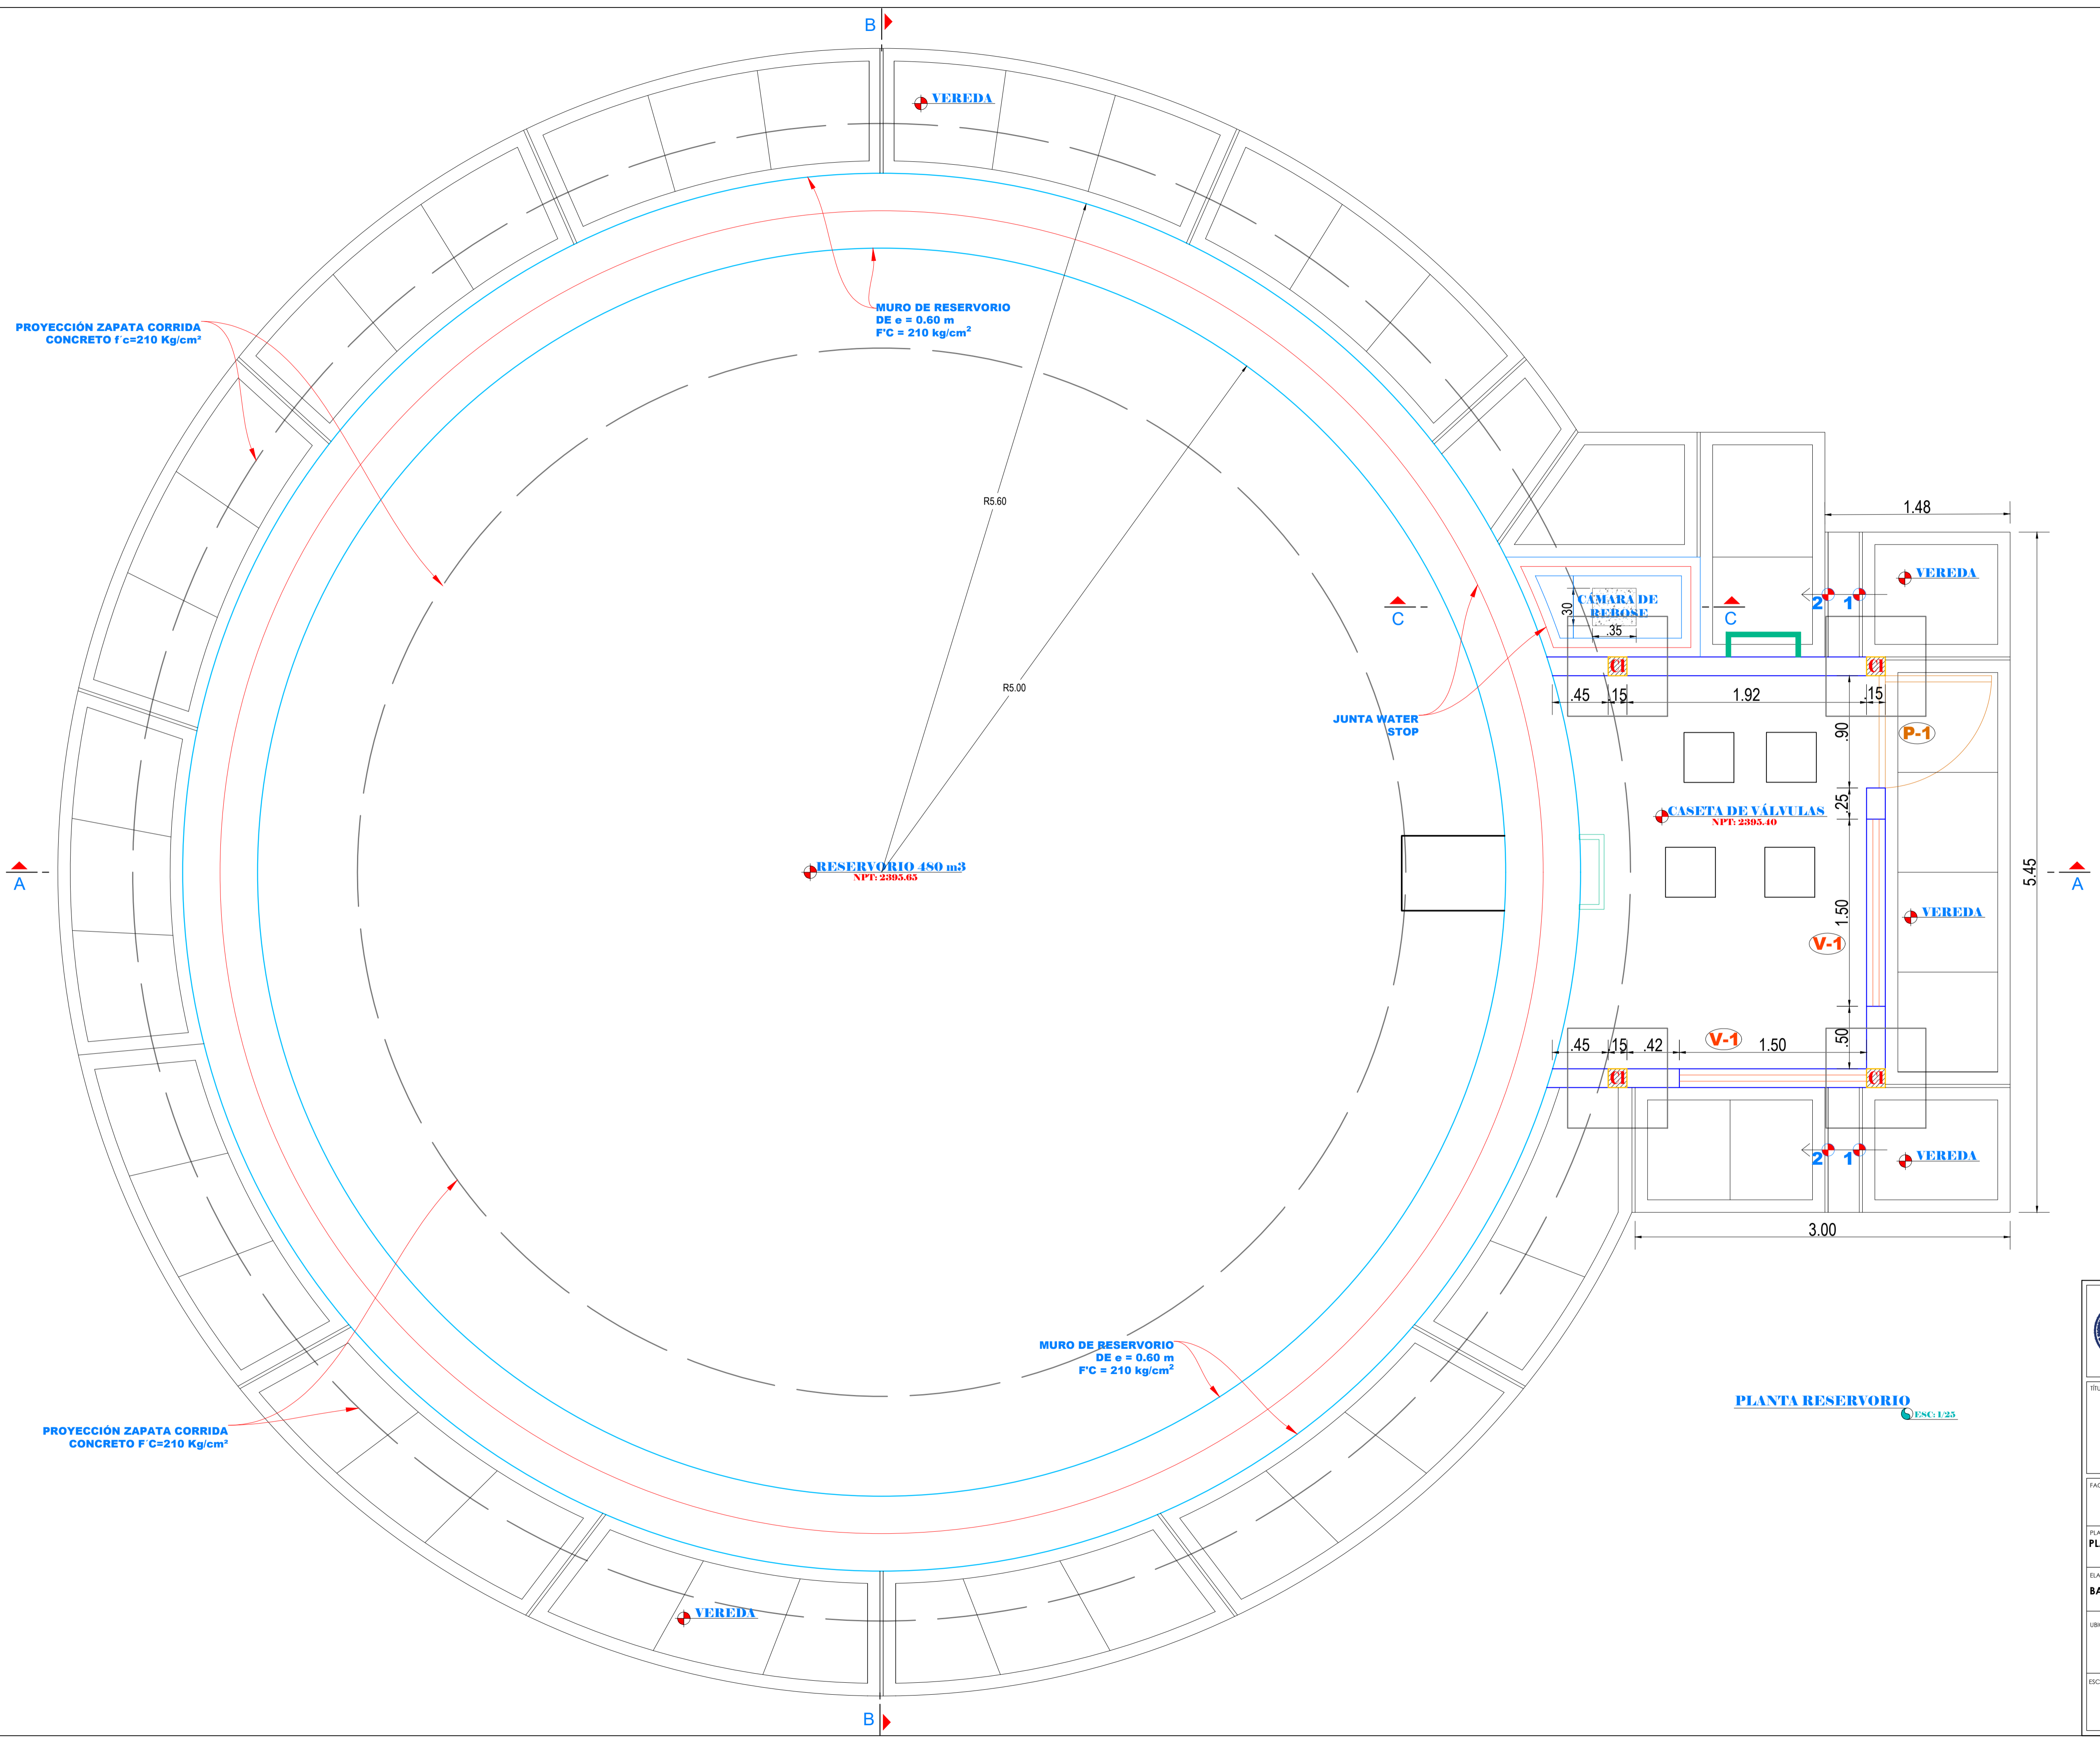 B
VEREDA
MURO DE RESERVORIO
DE e = 0.60 m
F'C = 210 kg/cm²
PROYECCIÓN ZAPATA CORRIDA
CONCRETO f´c=210 Kg/cm²
R5.60
1.48
VEREDA
2 1
CÁMARA DE
REBOSE
.30
.35
C
C
C1
C1
R5.00
.45 .15 1.92 .15
JUNTA WATER
STOP
.90
P-1
CASETA DE VÁLVULAS
NPT: 2395.40
.25
A
RESERVORIO 480 m3
NPT: 2395.65
5.45
A
1.50
VEREDA
V-1
.50
.45 .15 .42 V-1 1.50
C1
C1
2 1
VEREDA
3.00
MURO DE RESERVORIO
DE e = 0.60 m
F'C = 210 kg/cm²
PLANTA RESERVORIO
ESC: 1/25
PROYECCIÓN ZAPATA CORRIDA
CONCRETO F´C=210 Kg/cm²
VEREDA
B